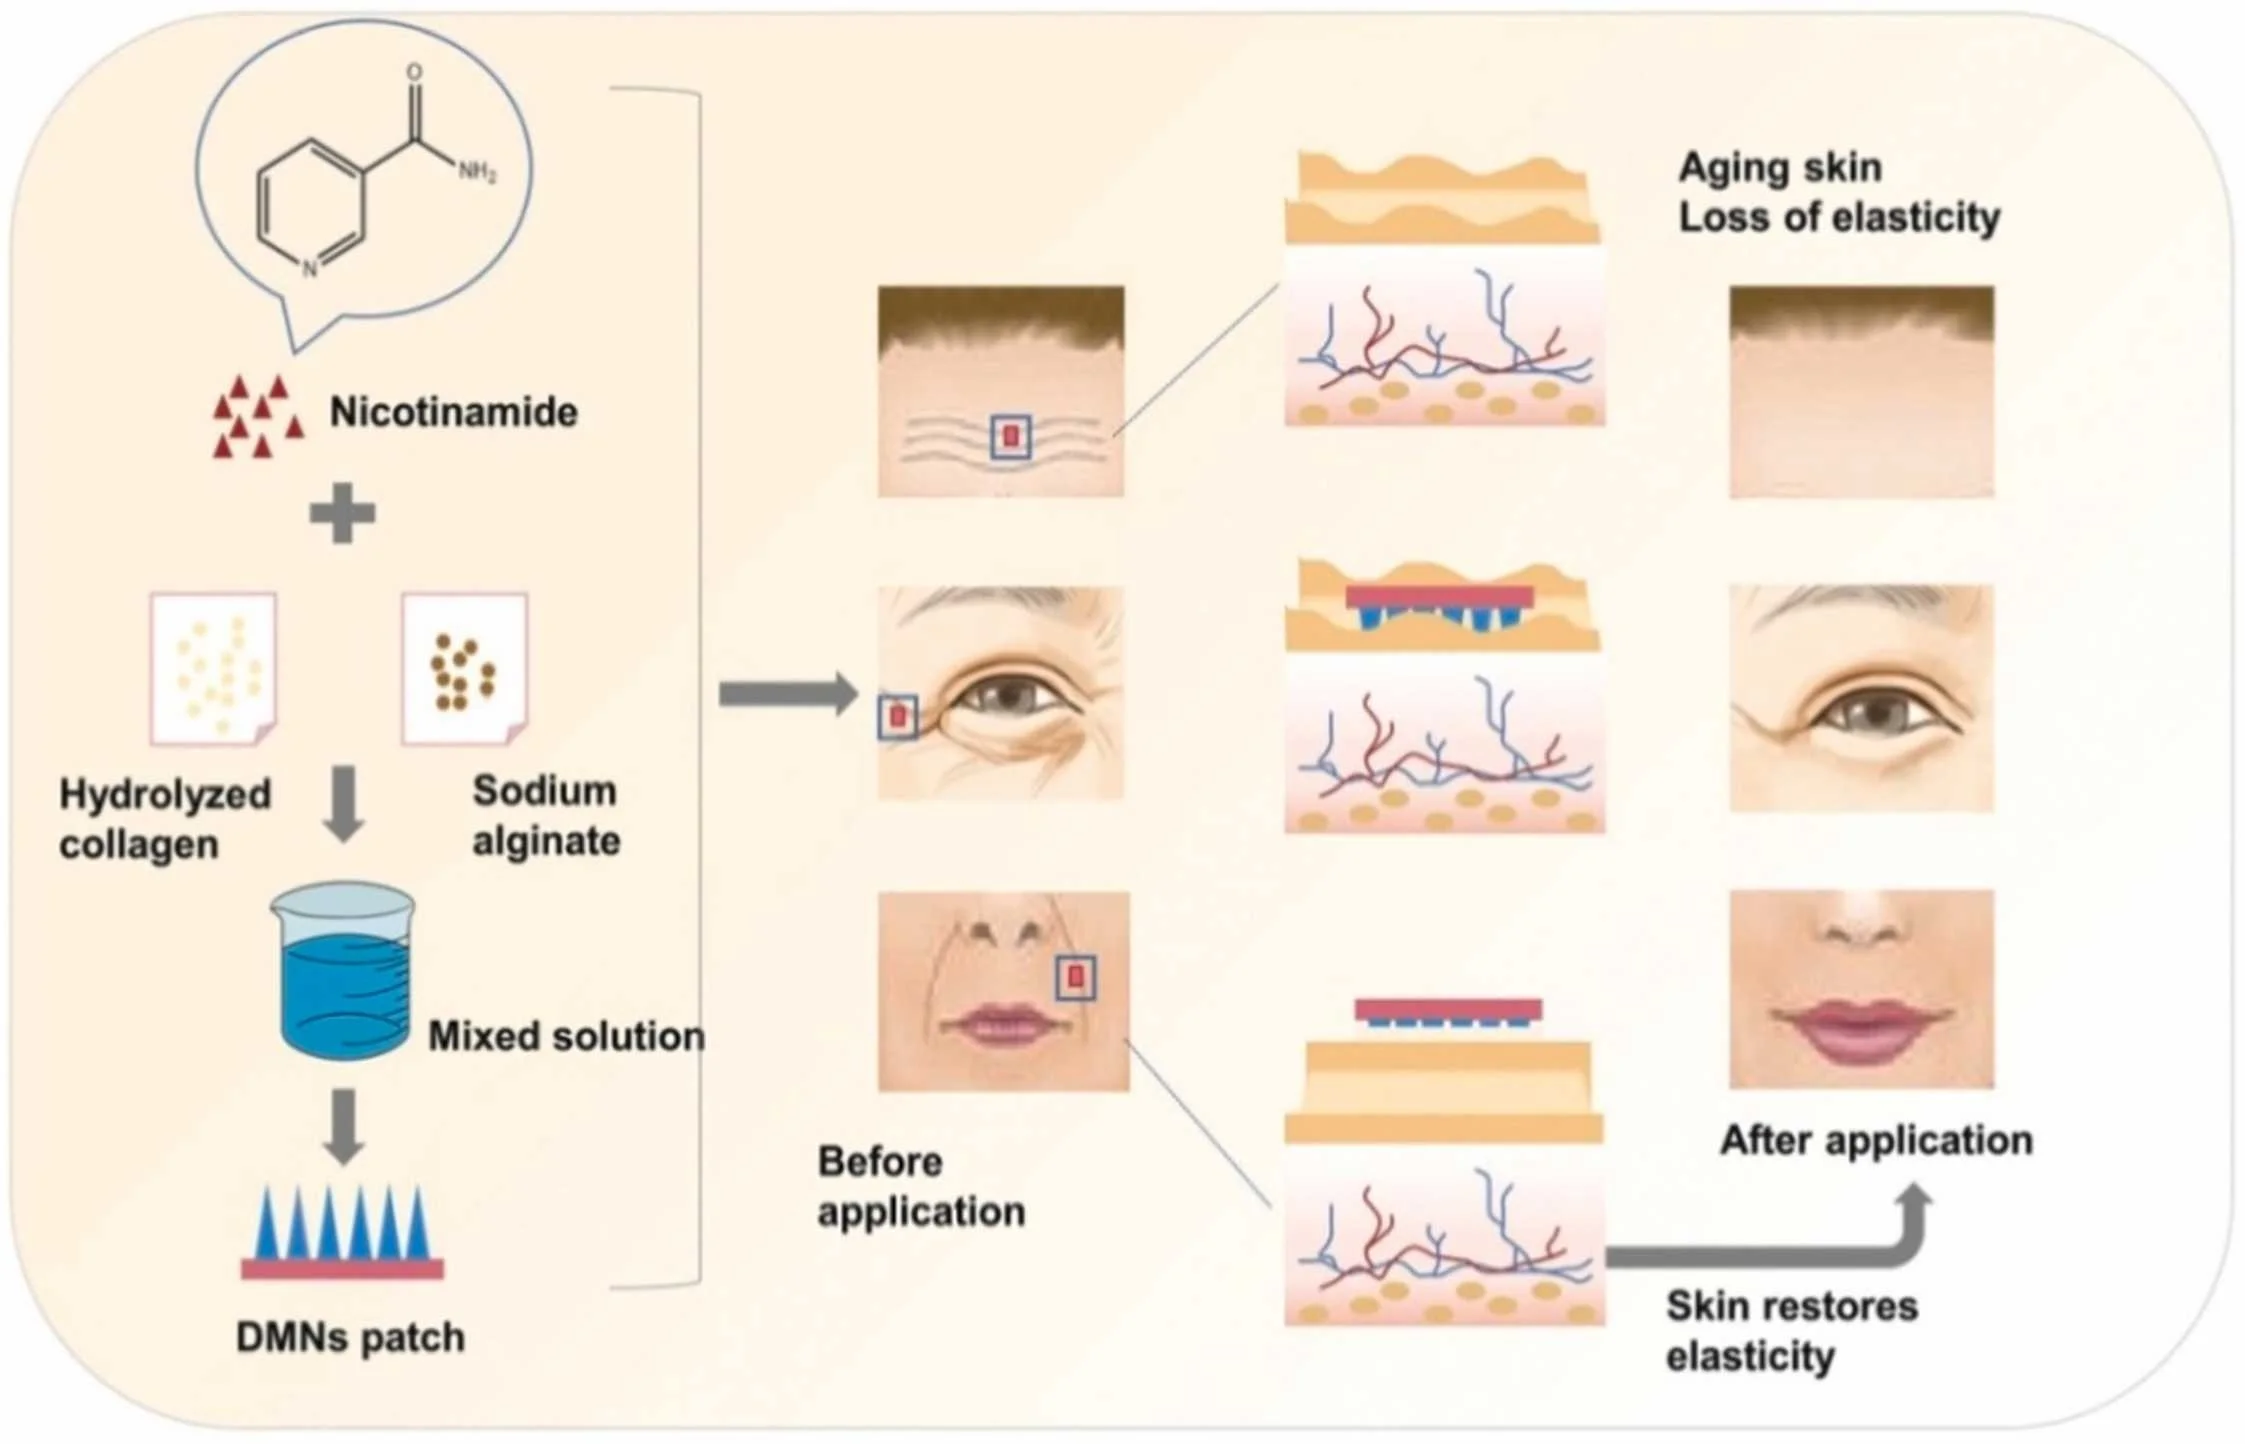 O
NH₂
N
Nicotinamide
Hydrolyzed
collagen
Sodium
alginate
Mixed solution
DMNs patch
Before
application
Aging skin
Loss of elasticity
After application
Skin restores
elasticity